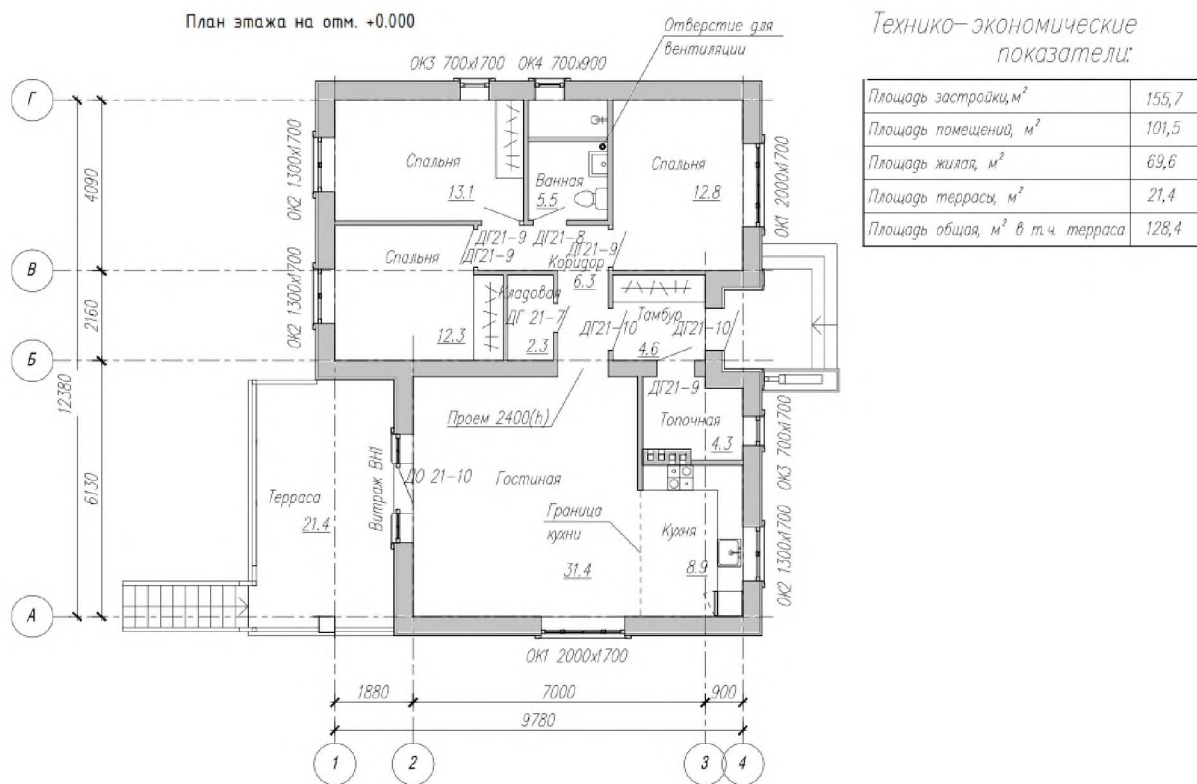 План этажа на отм. +0.000
Отверстие для
вентиляции
Технико-экономические
показатели:
Площадь застройки, м² 155,7
Площадь помещений, м² 101,5
Площадь жилая, м² 69,6
Площадь террасы, м² 21,4
Площадь общая, м² в т.ч. терраса 128,4
ОК3 700х1700
ОК4 700х900
Г
В
Б
А
4090
2160
6130
12380
ОК2 1300х1700
ОК2 1300х1700
Спальня
13.1
Ванная
5.5
Спальня
12.8
ОК1 2000х1700
ДГ21-9
ДГ21-8
ДГ21-9
ДГ21-9
Спальня
12.3
Коридор
6.3
Кладовая
ДГ 21-7
2.3
Тамбур
ДГ21-10
ДГ21-10
4.6
ДГ21-9
Топочная
4.3
ОК3 700х1700
Проем 2400(h)
Витраж ВН1
ДО 21-10
Гостиная
31.4
Терраса
21.4
Граница
кухни
Кухня
8.9
ОК2 1300х1700
ОК1 2000х1700
1880
7000
900
9780
1
2
3
4